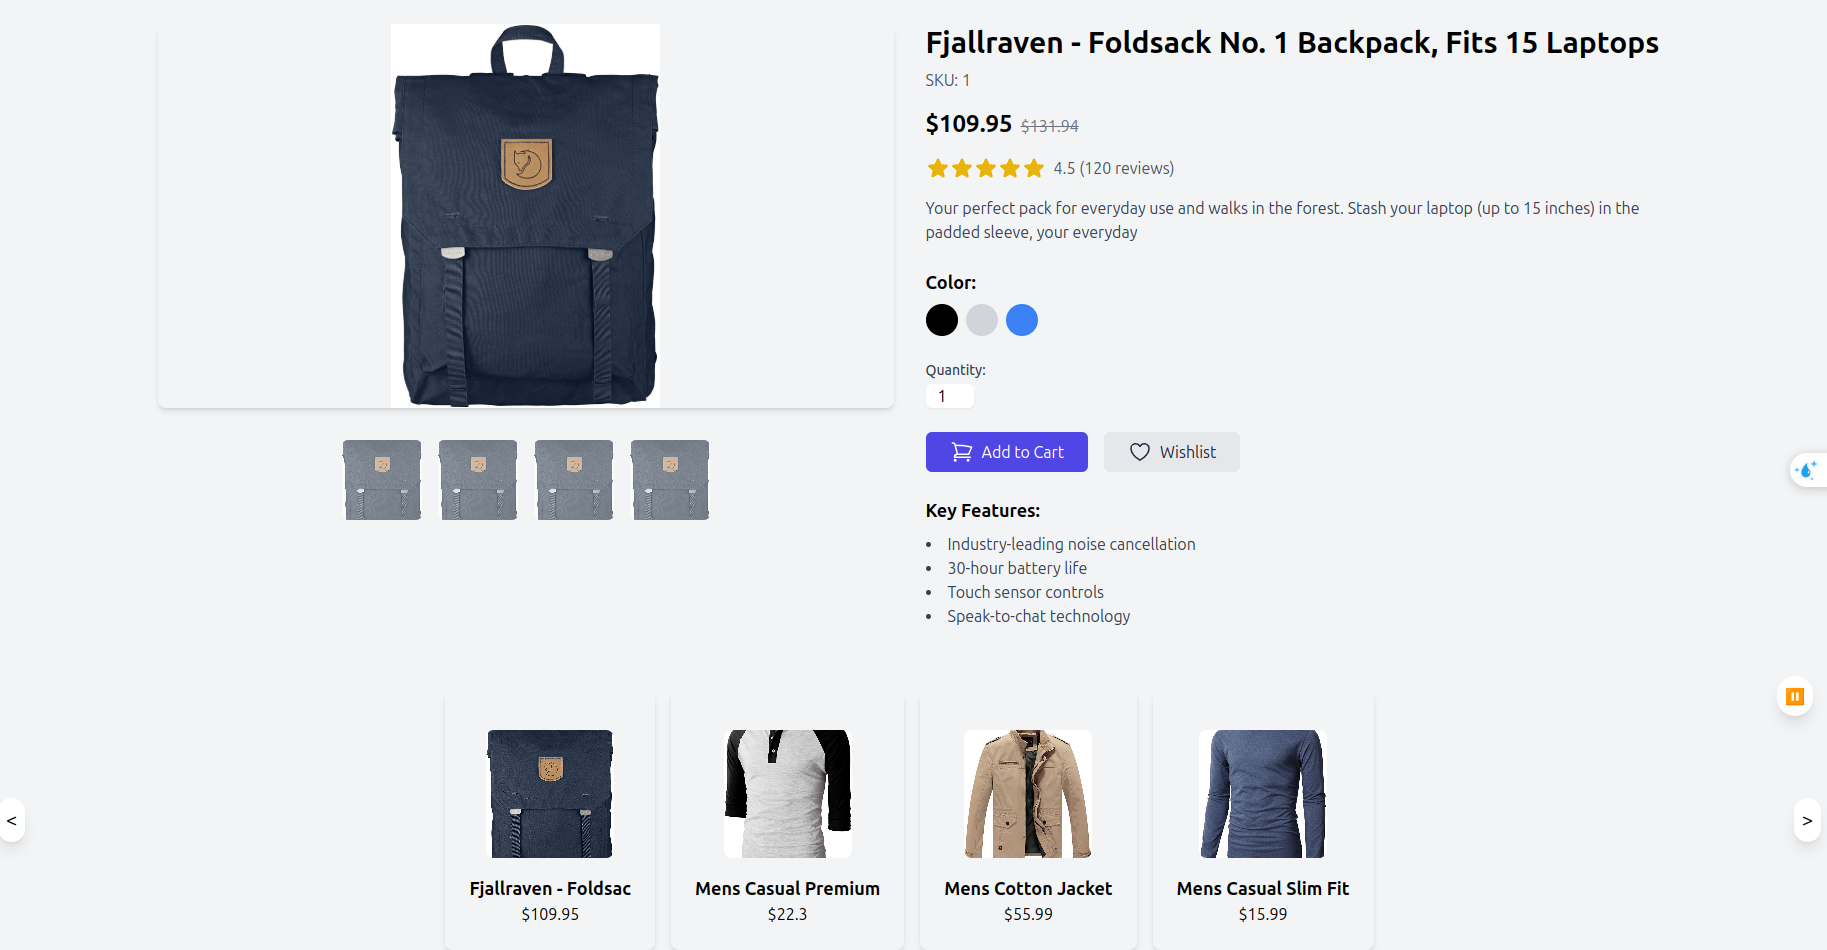 Fjallraven - Foldsack No. 1 Backpack, Fits 15 Laptops
SKU: 1
$109.95 $131.94
4.5 (120 reviews)
Your perfect pack for everyday use and walks in the forest. Stash your laptop (up to 15 inches) in the
padded sleeve, your everyday
Color:
Quantity:
1
Add to Cart
Wishlist
Key Features:
• Industry-leading noise cancellation
• 30-hour battery life
• Touch sensor controls
• Speak-to-chat technology
<
>
Fjallraven - Foldsac
$109.95
Mens Casual Premium
$22.3
Mens Cotton Jacket
$55.99
Mens Casual Slim Fit
$15.99